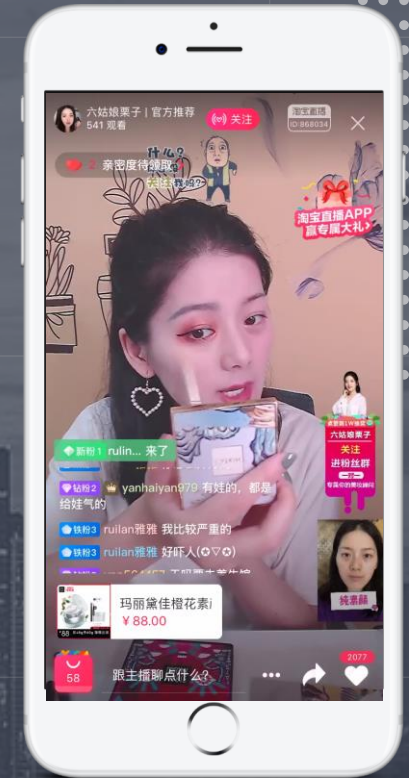 六姑娘栗子 | 官方推荐
541 观看
关注
淘宝直播
ID:868034
什么?
2 亲密度待领取
关注我吗?
淘宝直播APP
赢专属大礼
新粉 1 rulin... 来了
六姑娘栗子
关注
进粉丝群
钻粉 2 yanhaiyan979 有娃的,都是
给娃气的
铁粉 3 ruilan雅雅 我比较严重的
铁粉 3 ruilan雅雅 好吓人(✪▽✪)
纯素颜
玛丽黛佳橙花素
¥88.00
58
跟主播聊点什么?
2077